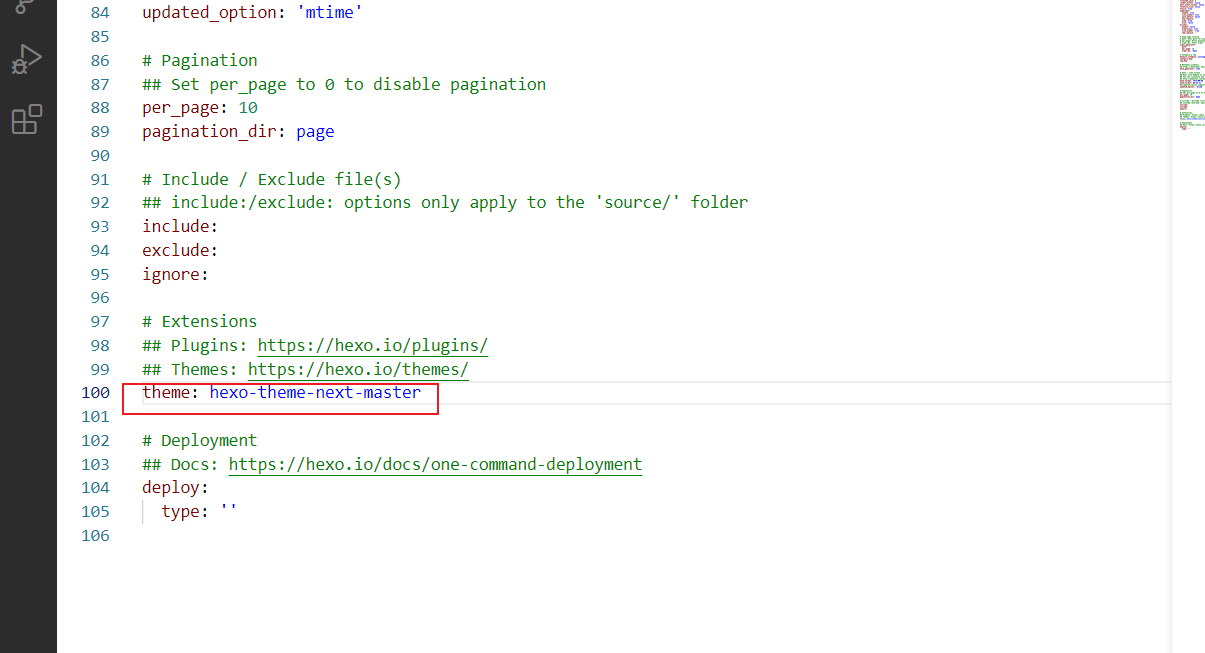 84 updated_option: 'mtime'
85
86 # Pagination
87 ## Set per_page to 0 to disable pagination
88 per_page: 10
89 pagination_dir: page
90
91 # Include / Exclude file(s)
92 ## include:/exclude: options only apply to the 'source/' folder
93 include:
94 exclude:
95 ignore:
96
97 # Extensions
98 ## Plugins: https://hexo.io/plugins/
99 ## Themes: https://hexo.io/themes/
100 theme: hexo-theme-next-master
101
102 # Deployment
103 ## Docs: https://hexo.io/docs/one-command-deployment
104 deploy:
105 type: ''
106